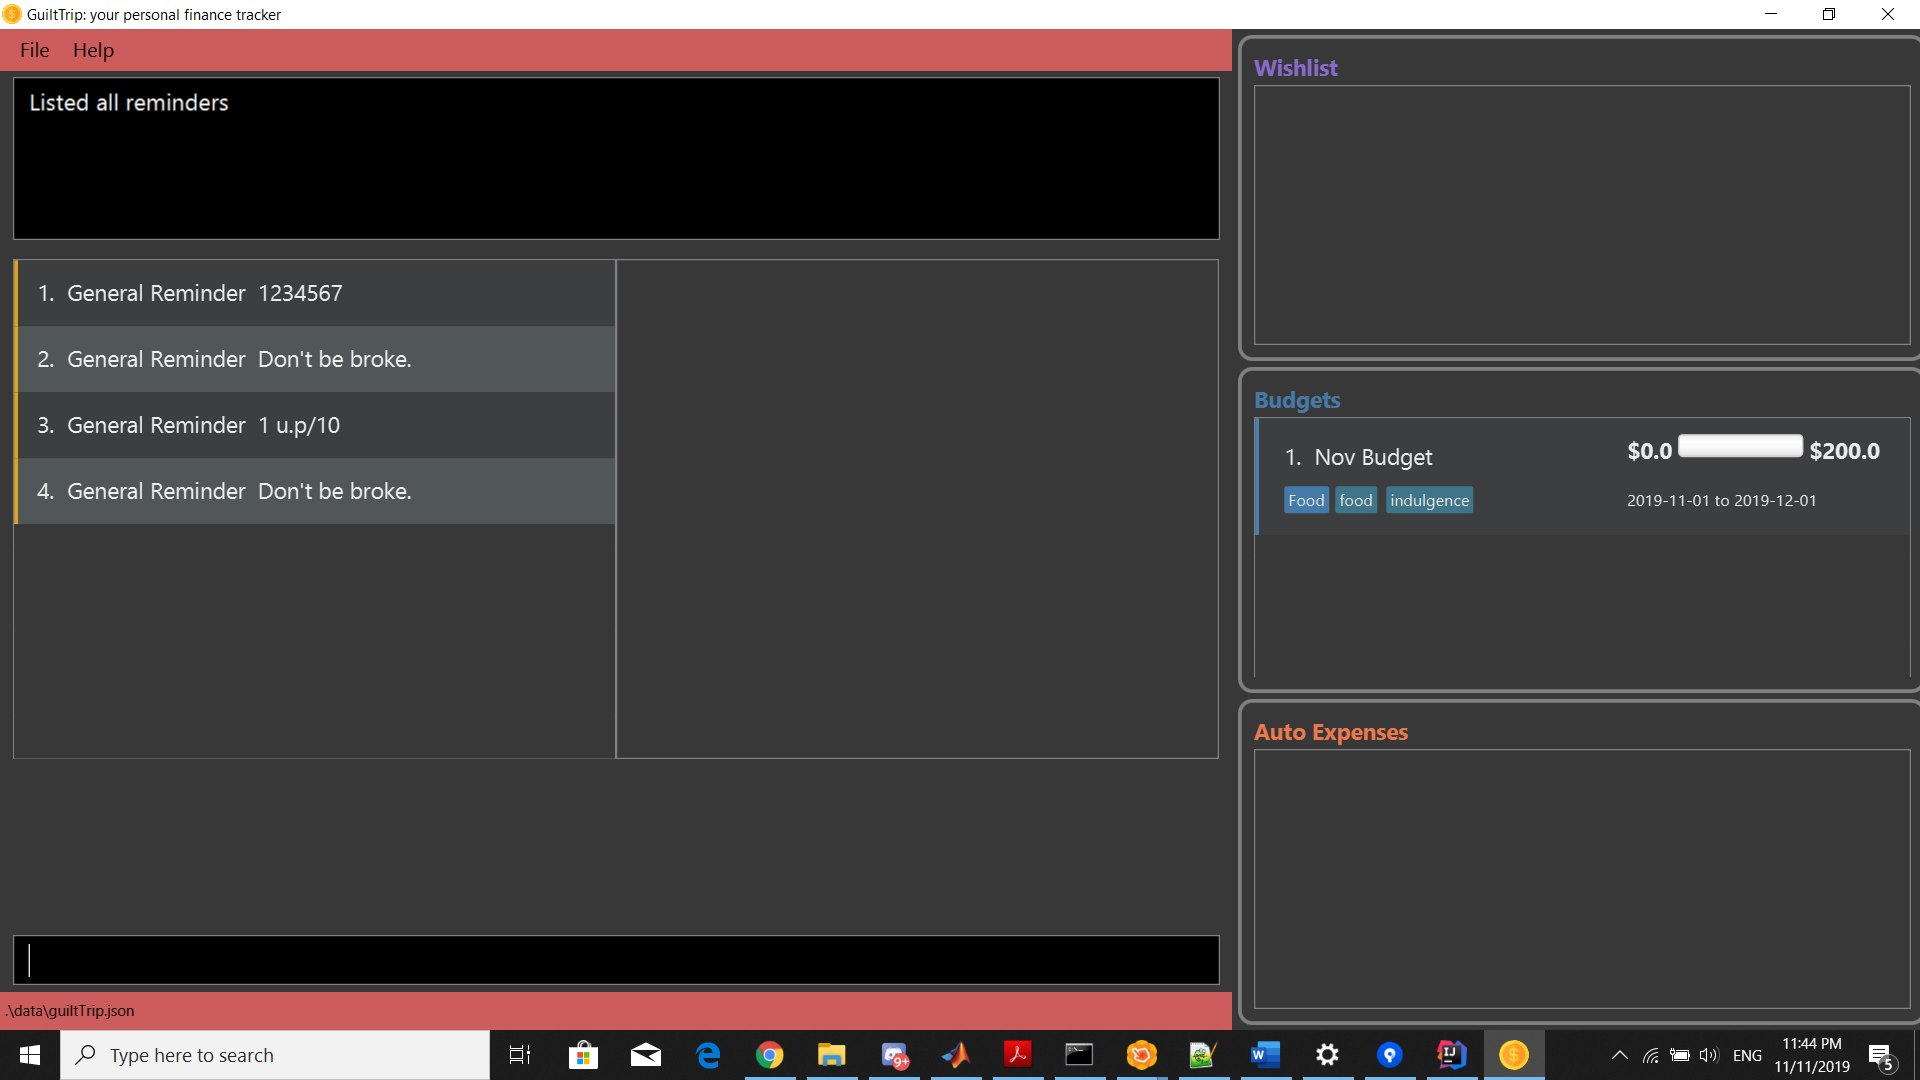 GuiltTrip: your personal finance tracker
File Help
Listed all reminders
1. General Reminder 1234567
2. General Reminder Don't be broke.
3. General Reminder 1 u.p/10
4. General Reminder Don't be broke.
.\data\guiltTrip.json
Wishlist
Budgets
1. Nov Budget $0.0 $200.0
Food food indulgence 2019-11-01 to 2019-12-01
Auto Expenses
Type here to search
9+
W
IJ
$
ENG
11:44 PM
11/11/2019
5